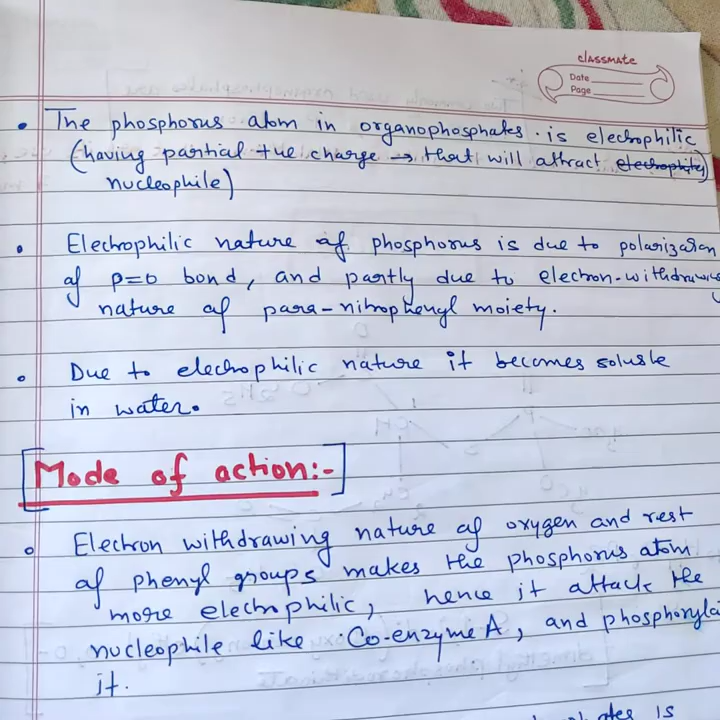 classmate
Date
Page
• The phosphorus atom in organophosphates . is electrophilic
(having partial +ve charge → that will attract electrophiles)
nucleophile)
• Electrophilic nature of phosphorus is due to polarization
of p=o bond, and partly due to electron-withdrawing
nature of para-nitrophenyl moiety.
• Due to electrophilic nature it becomes soluble
in water.
Mode of action:-
• Electron withdrawing nature of oxygen and rest
of phenyl groups makes the phosphorus atom
more electrophilic, hence it attack the
nucleophile like Co-enzyme A, and phosphoryla
it.
is